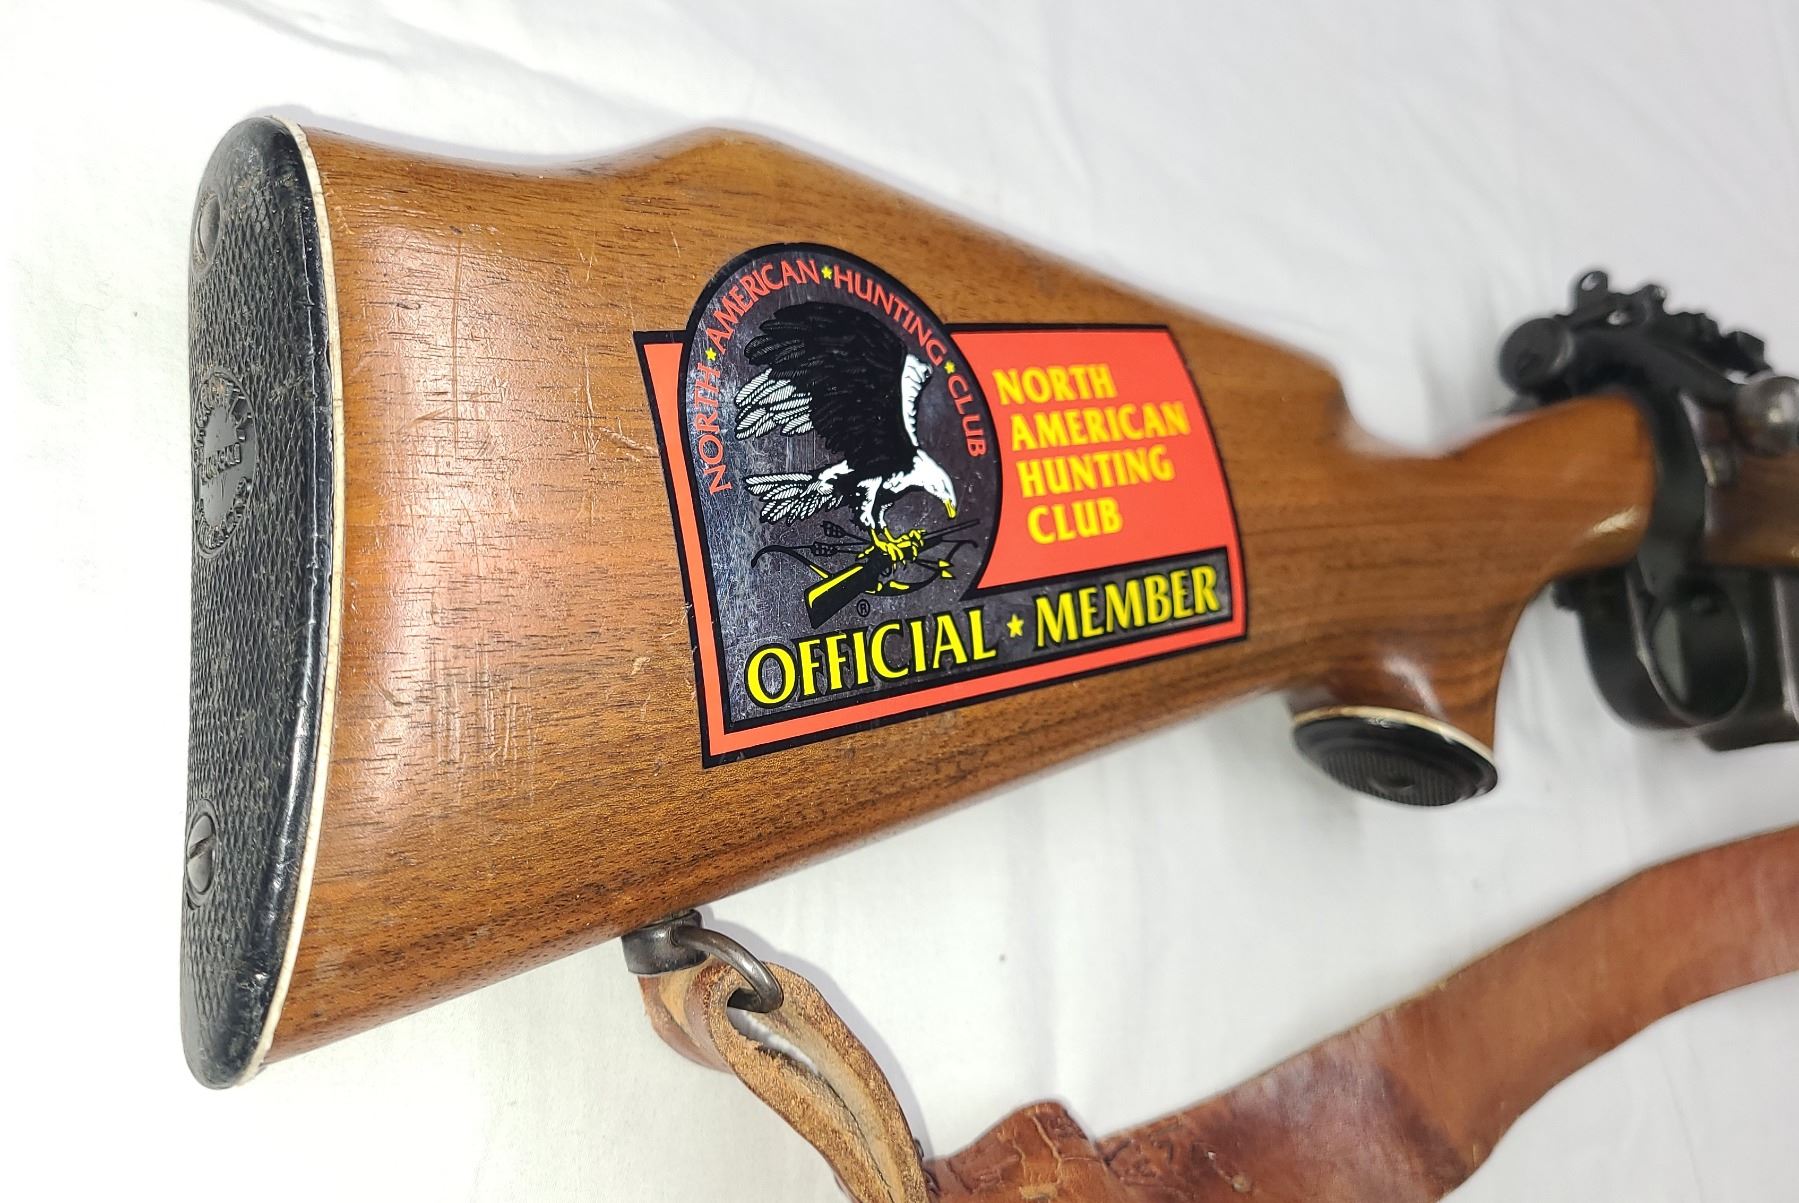 NORTH★AMERICAN★HUNTING★CLUB
NORTH
AMERICAN
HUNTING
CLUB
®
OFFICIAL★MEMBER